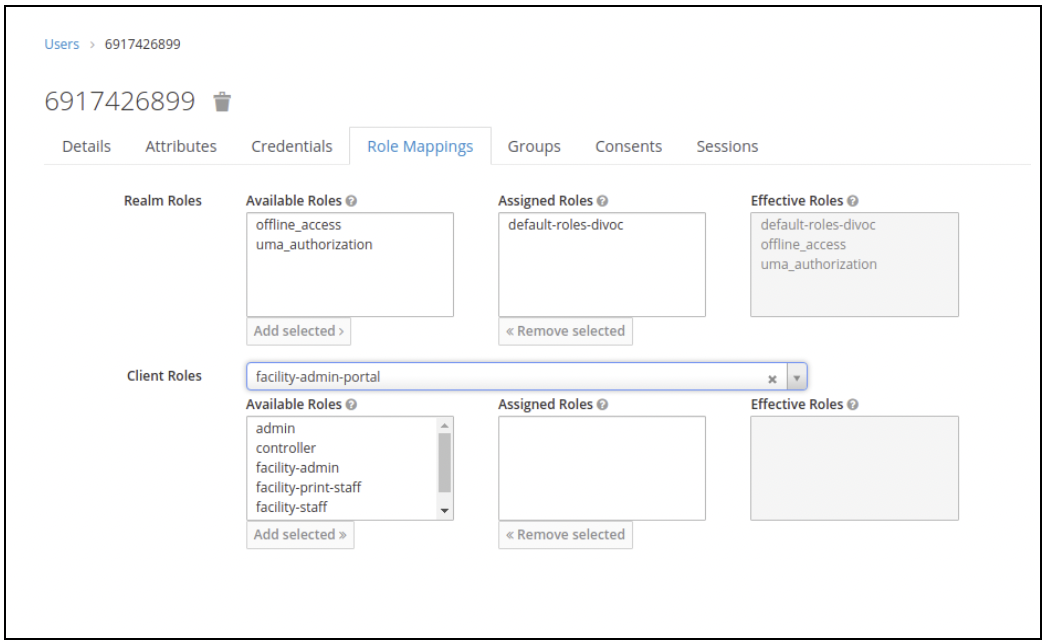 Users > 6917426899
6917426899
Details Attributes Credentials Role Mappings Groups Consents Sessions
Realm Roles Available Roles Assigned Roles Effective Roles
offline_access default-roles-divoc default-roles-divoc
uma_authorization offline_access
uma_authorization
Add selected › « Remove selected
Client Roles facility-admin-portal
Available Roles Assigned Roles Effective Roles
admin
controller
facility-admin
facility-print-staff
facility-staff
Add selected » « Remove selected